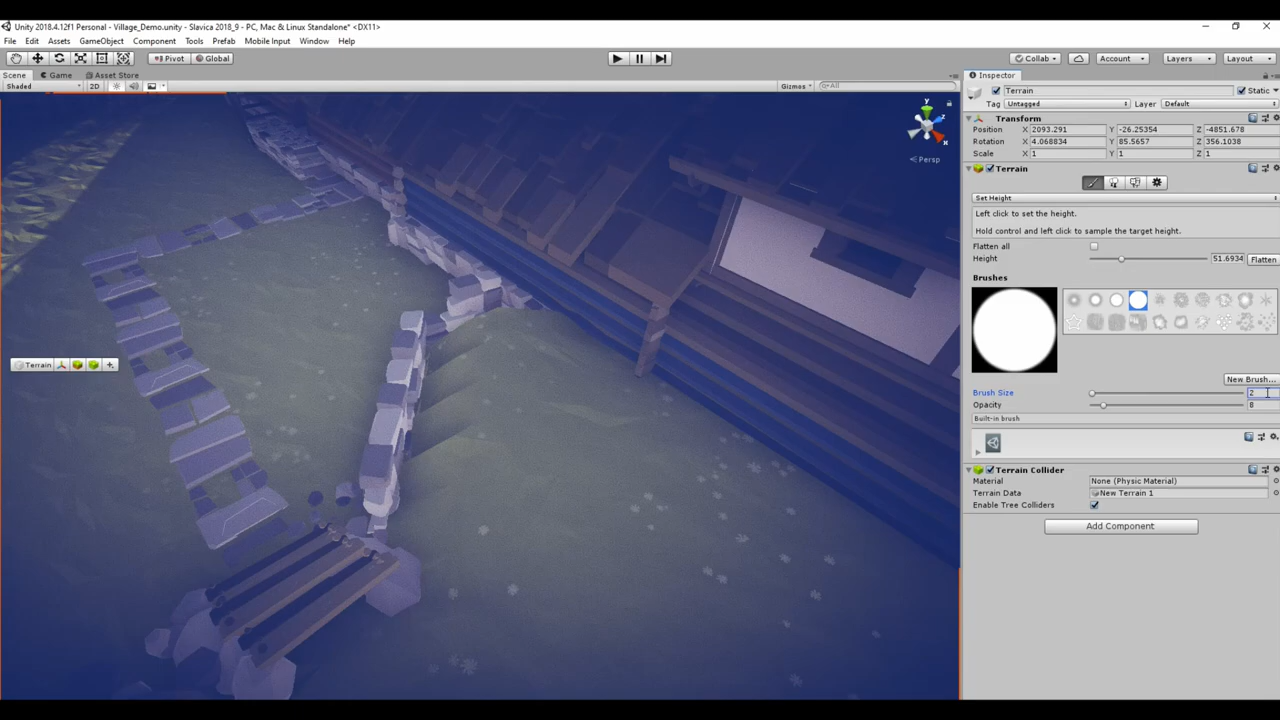 Unity 2018.4.12f1 Personal - Village_Demo.unity - Slavica 2018_9 - PC, Mac & Linux Standalone* <DX11>
File Edit Assets GameObject Component Tools Prefab Mobile Input Window Help
Pivot Global Collab Account Layers Layout
Scene Game Asset Store Inspector
Shaded 2D Gizmos All
Terrain Static
Tag Untagged Layer Default
Transform
Position X 2093.291 Y -26.25354 Z -4851.678
Rotation X 4.068834 Y 85.5657 Z 356.1038
Scale X 1 Y 1 Z 1
y
z
x
Persp
Terrain
Set Height
Left click to set the height.
Hold control and left click to sample the target height.
Flatten all
Height 51.6934 Flatten
Brushes
New Brush...
Brush Size 2
Opacity 8
Built-in brush
Terrain
Terrain Collider
Material None (Physic Material)
Terrain Data New Terrain 1
Enable Tree Colliders
Add Component